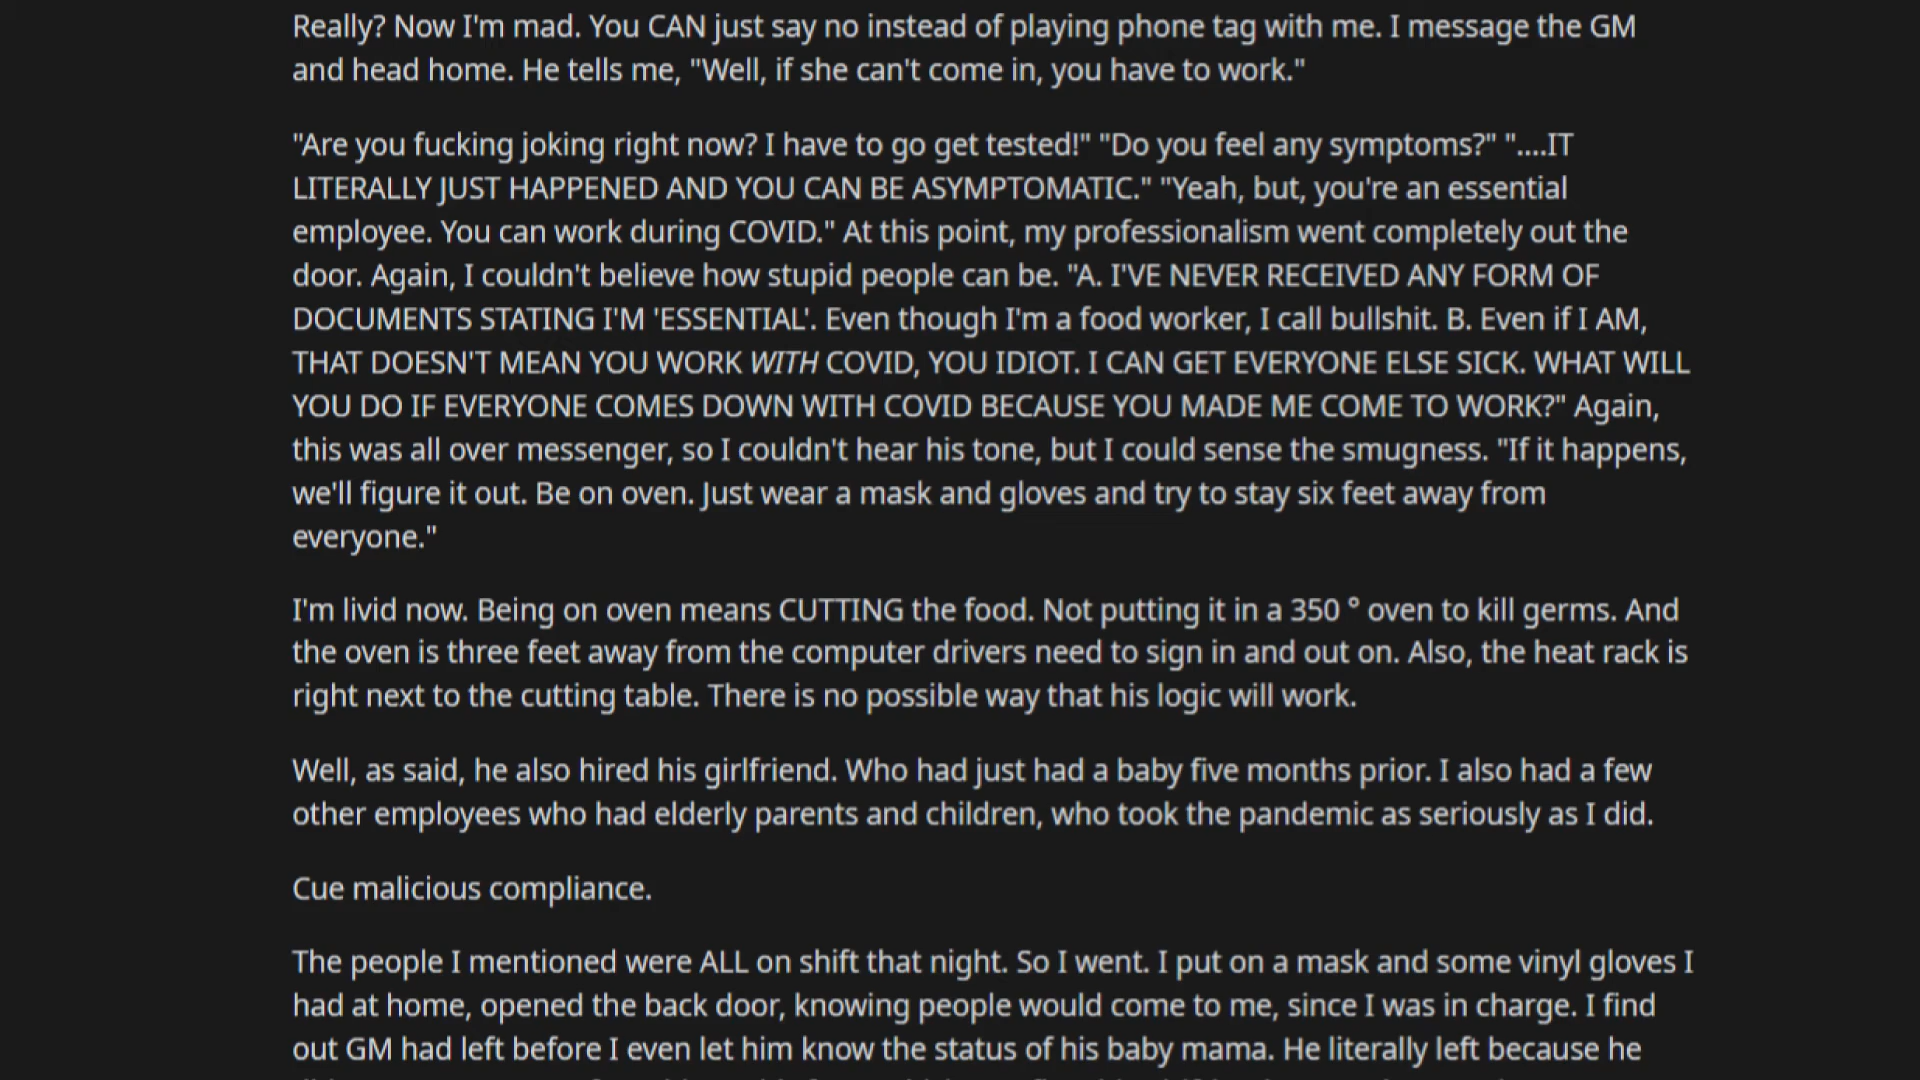 Really? Now I'm mad. You CAN just say no instead of playing phone tag with me. I message the GM
and head home. He tells me, "Well, if she can't come in, you have to work."
"Are you fucking joking right now? I have to go get tested!" "Do you feel any symptoms?" "....IT
LITERALLY JUST HAPPENED AND YOU CAN BE ASYMPTOMATIC." "Yeah, but, you're an essential
employee. You can work during COVID." At this point, my professionalism went completely out the
door. Again, I couldn't believe how stupid people can be. "A. I'VE NEVER RECEIVED ANY FORM OF
DOCUMENTS STATING I'M 'ESSENTIAL'. Even though I'm a food worker, I call bullshit. B. Even if I AM,
THAT DOESN'T MEAN YOU WORK WITH COVID, YOU IDIOT. I CAN GET EVERYONE ELSE SICK. WHAT WILL
YOU DO IF EVERYONE COMES DOWN WITH COVID BECAUSE YOU MADE ME COME TO WORK?" Again,
this was all over messenger, so I couldn't hear his tone, but I could sense the smugness. "If it happens,
we'll figure it out. Be on oven. Just wear a mask and gloves and try to stay six feet away from
everyone."
I'm livid now. Being on oven means CUTTING the food. Not putting it in a 350 ° oven to kill germs. And
the oven is three feet away from the computer drivers need to sign in and out on. Also, the heat rack is
right next to the cutting table. There is no possible way that his logic will work.
Well, as said, he also hired his girlfriend. Who had just had a baby five months prior. I also had a few
other employees who had elderly parents and children, who took the pandemic as seriously as I did.
Cue malicious compliance.
The people I mentioned were ALL on shift that night. So I went. I put on a mask and some vinyl gloves I
had at home, opened the back door, knowing people would come to me, since I was in charge. I find
out GM had left before I even let him know the status of his baby mama. He literally left because he